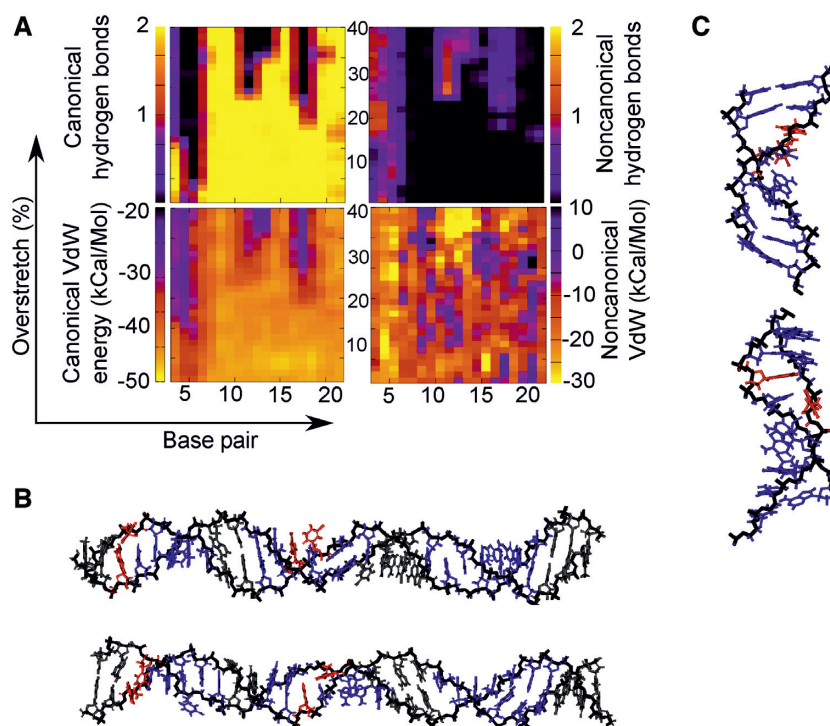 A
C
Overstretch (%)
Canonical
hydrogen bonds
2
1
40
30
20
10
2
1
Noncanonical
hydrogen bonds
Canonical VdW
energy (kCal/Mol)
-20
-30
-40
-50
40
30
20
10
10
0
-10
-20
-30
Noncanonical
VdW (kCal/Mol)
5 10 15 20
5 10 15 20
Base pair
B